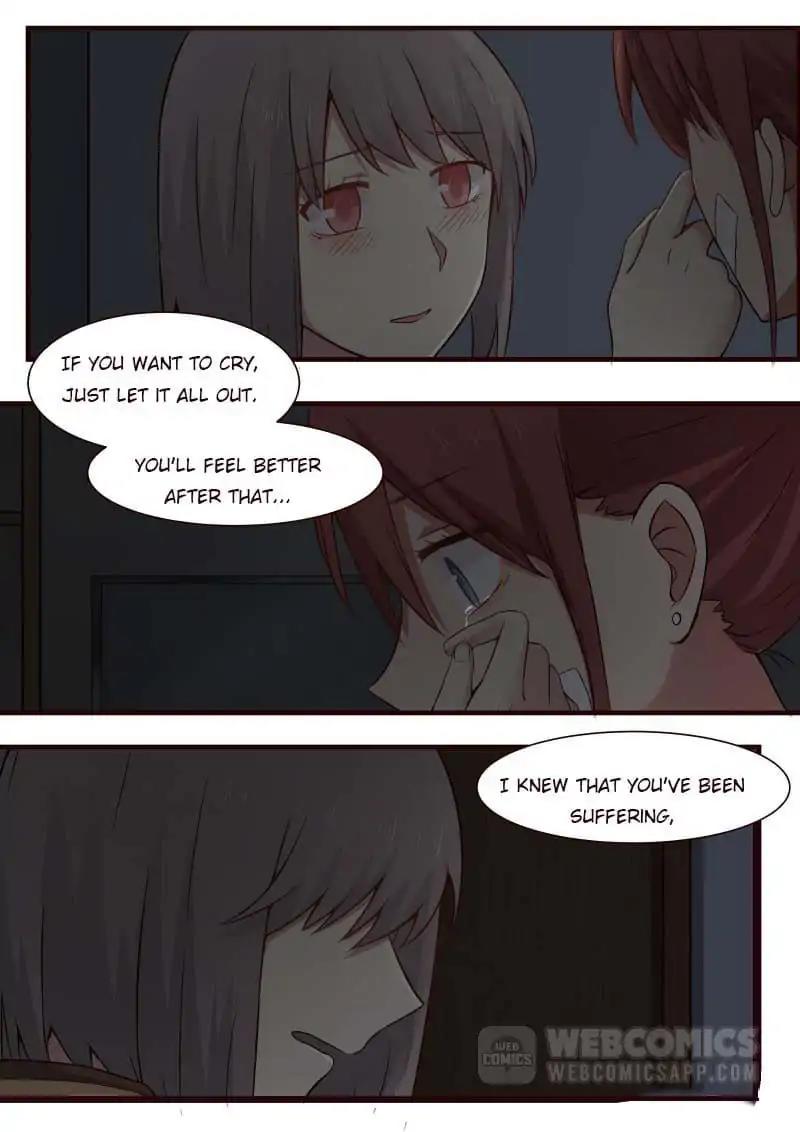 IF YOU WANT TO CRY,
JUST LET IT ALL OUT.
YOU'LL FEEL BETTER
AFTER THAT...
I KNEW THAT YOU'VE BEEN
SUFFERING,
WEB
COMICS
WEBCOMICS
WEBCOMICSAPP.COM